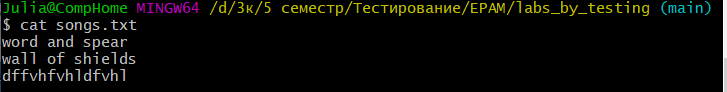 Julia@CompHome MINGW64 /d/3к/5 семестр/Тестирование/EPAM/labs_by_testing (main)
$ cat songs.txt
word and spear
wall of shields
dffvhfvhldfvhl